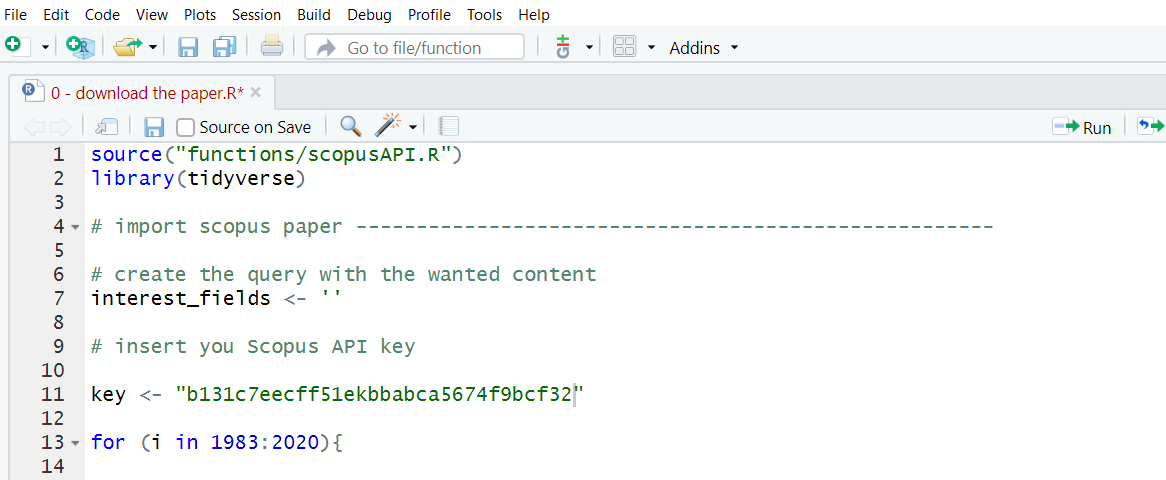 File Edit Code View Plots Session Build Debug Profile Tools Help
Go to file/function Addins
0 - download the paper.R*
Source on Save Run
1 source("functions/scopusAPI.R")
2 library(tidyverse)
3
4 # import scopus paper -----------------------------------------------------
5
6 # create the query with the wanted content
7 interest_fields <- ''
8
9 # insert you Scopus API key
10
11 key <- "b131c7eecff51ekbbabca5674f9bcf32"
12
13 for (i in 1983:2020){
14